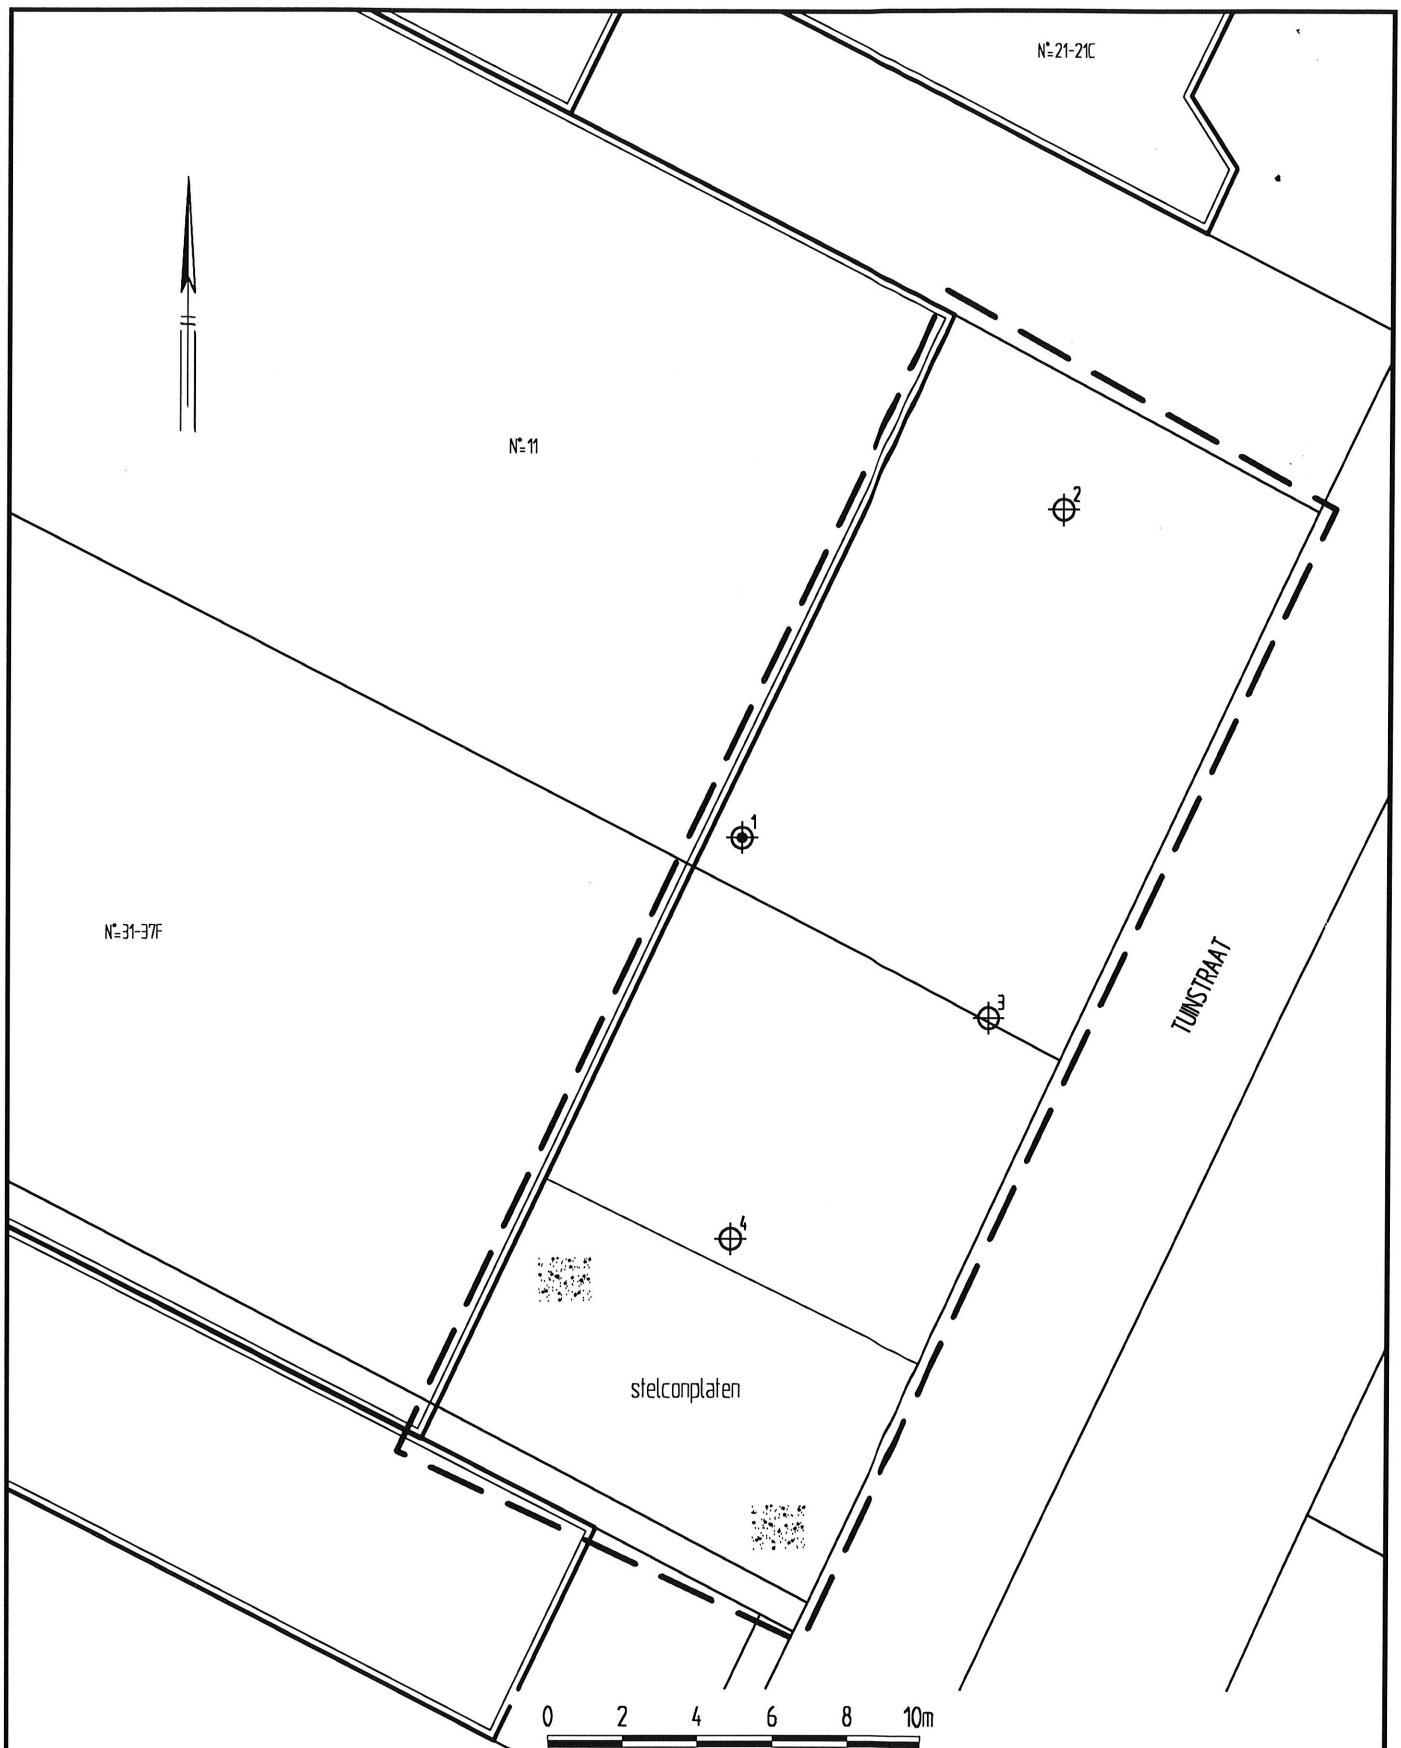 N°=21-21C
N°=11
2
1
N°=31-37F
TUINSTRAAT
3
4
stelconplaten
0 2 4 6 8 10m